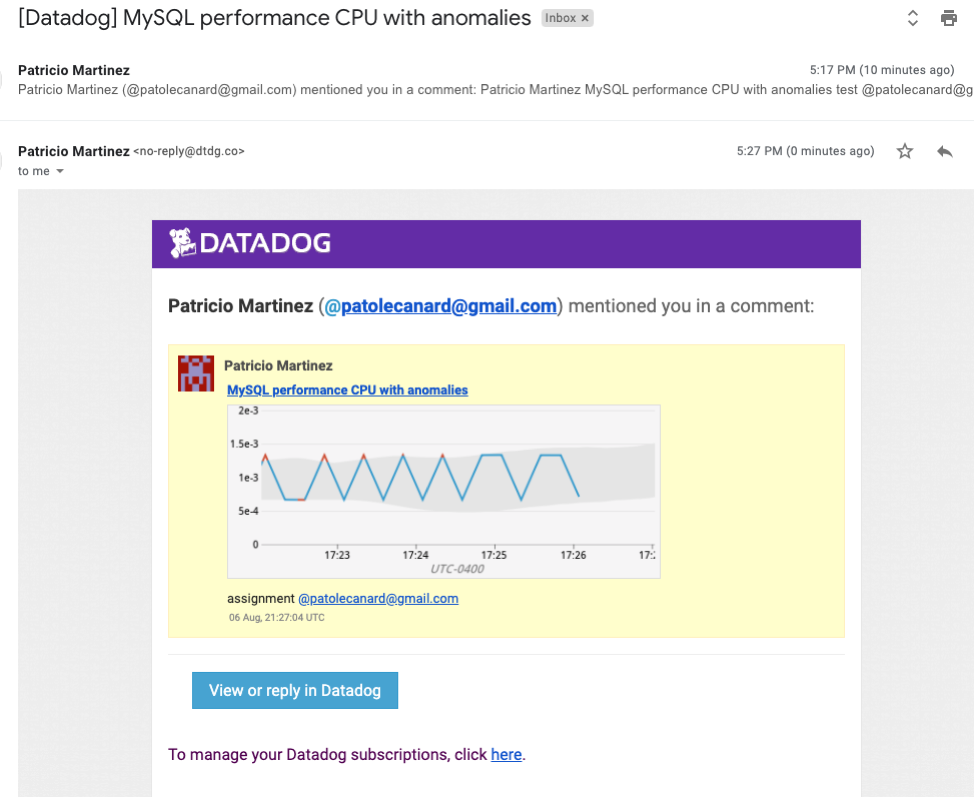 [Datadog] MySQL performance CPU with anomalies Inbox ×
Patricio Martinez 5:17 PM (10 minutes ago)
Patricio Martinez (@patolecanard@gmail.com) mentioned you in a comment: Patricio Martinez MySQL performance CPU with anomalies test @patolecanard@g
Patricio Martinez <no-reply@dtdg.co> 5:27 PM (0 minutes ago)
to me
DATADOG
Patricio Martinez (@patolecanard@gmail.com) mentioned you in a comment:
Patricio Martinez
MySQL performance CPU with anomalies
2e-3
1.5e-3
1e-3
5e-4
0
17:23 17:24 17:25 17:26 17:
UTC-0400
assignment @patolecanard@gmail.com
06 Aug, 21:27:04 UTC
View or reply in Datadog
To manage your Datadog subscriptions, click here.